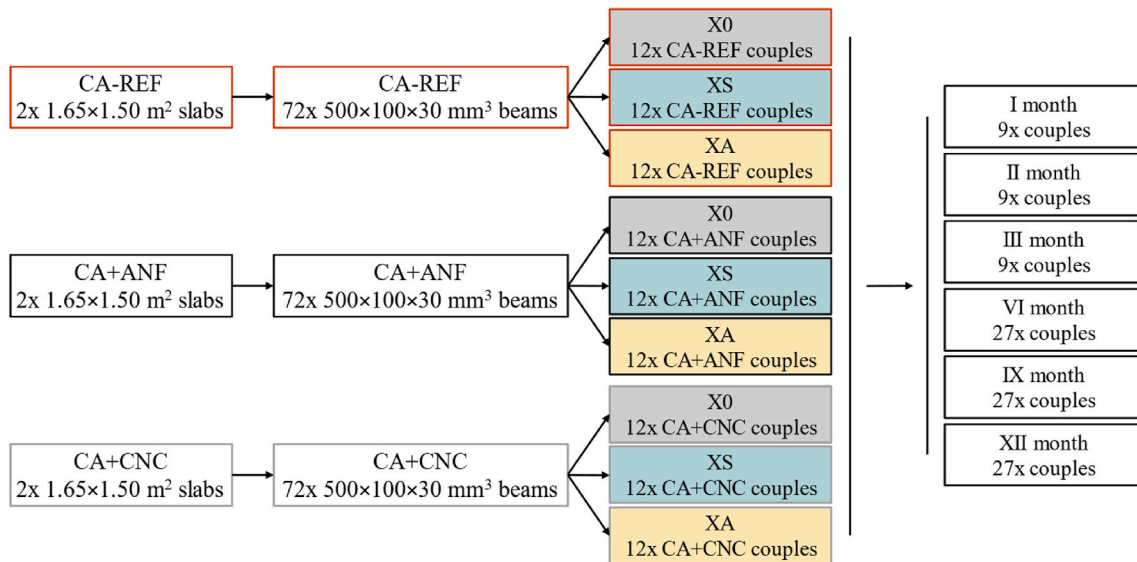 CA-REF
2x 1.65×1.50 m² slabs
CA-REF
72x 500×100×30 mm³ beams
X0
12x CA-REF couples
XS
12x CA-REF couples
XA
12x CA-REF couples
CA+ANF
2x 1.65×1.50 m² slabs
CA+ANF
72x 500×100×30 mm³ beams
X0
12x CA+ANF couples
XS
12x CA+ANF couples
XA
12x CA+ANF couples
CA+CNC
2x 1.65×1.50 m² slabs
CA+CNC
72x 500×100×30 mm³ beams
X0
12x CA+CNC couples
XS
12x CA+CNC couples
XA
12x CA+CNC couples
I month
9x couples
II month
9x couples
III month
9x couples
VI month
27x couples
IX month
27x couples
XII month
27x couples